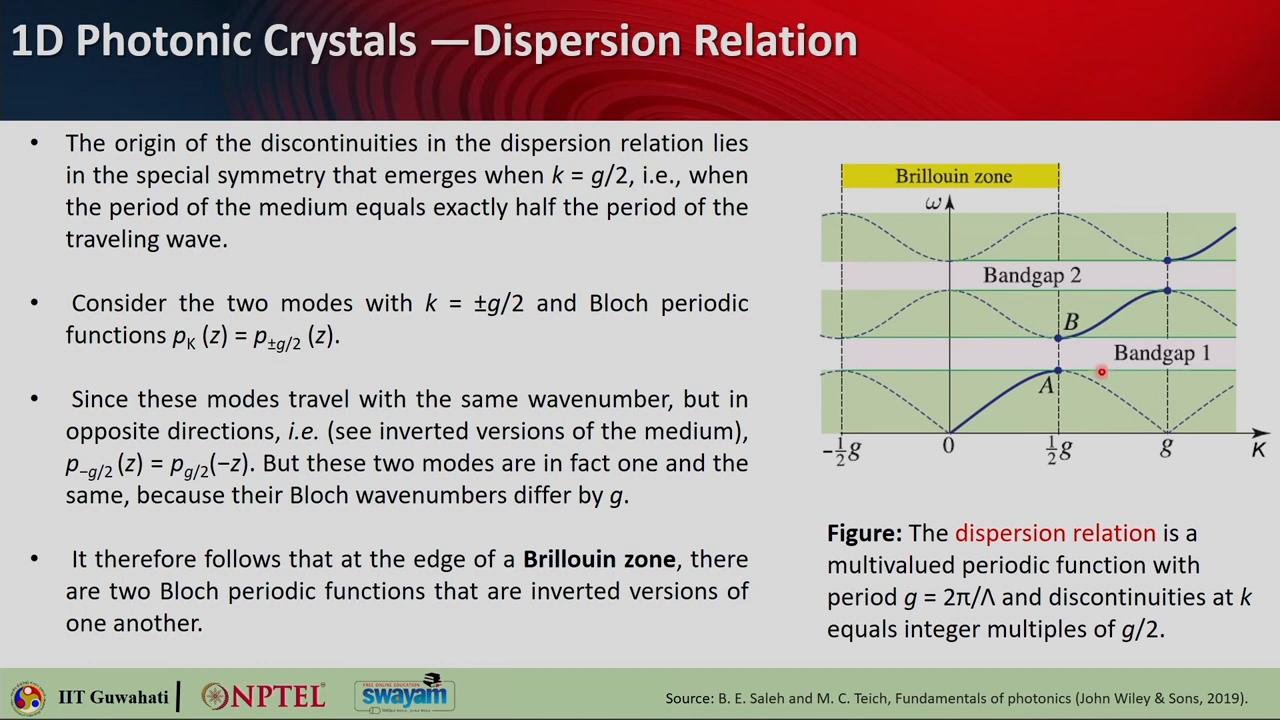 1D Photonic Crystals —Dispersion Relation
• The origin of the discontinuities in the dispersion relation lies
in the special symmetry that emerges when k = g/2, i.e., when
the period of the medium equals exactly half the period of the
traveling wave.
• Consider the two modes with k = ±g/2 and Bloch periodic
functions pK (z) = p±g/2 (z).
• Since these modes travel with the same wavenumber, but in
opposite directions, i.e. (see inverted versions of the medium),
p−g/2 (z) = pg/2(−z). But these two modes are in fact one and the
same, because their Bloch wavenumbers differ by g.
• It therefore follows that at the edge of a Brillouin zone, there
are two Bloch periodic functions that are inverted versions of
one another.
Brillouin zone
ω
Bandgap 2
B
Bandgap 1
A
−½g 0 ½g g K
Figure: The dispersion relation is a
multivalued periodic function with
period g = 2π/Λ and discontinuities at k
equals integer multiples of g/2.
IIT Guwahati
NPTEL
FREE ONLINE EDUCATION
swayam
Source: B. E. Saleh and M. C. Teich, Fundamentals of photonics (John Wiley & Sons, 2019).